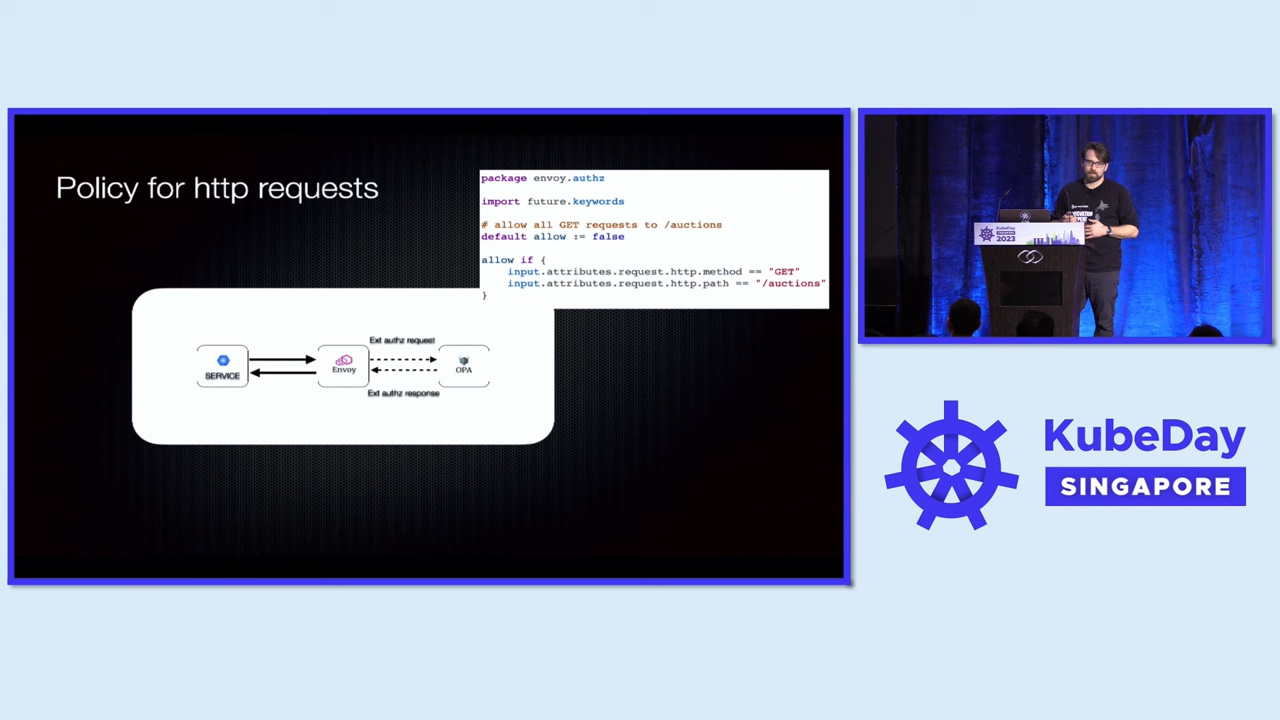 Policy for http requests
package envoy.authz
import future.keywords
# allow all GET requests to /auctions
default allow := false
allow if {
input.attributes.request.http.method == "GET"
input.attributes.request.http.path == "/auctions"
}
Ext authz request
SERVICE
Envoy
OPA
Ext authz response
KubeDay
SINGAPORE
2023
KubeDay
SINGAPORE